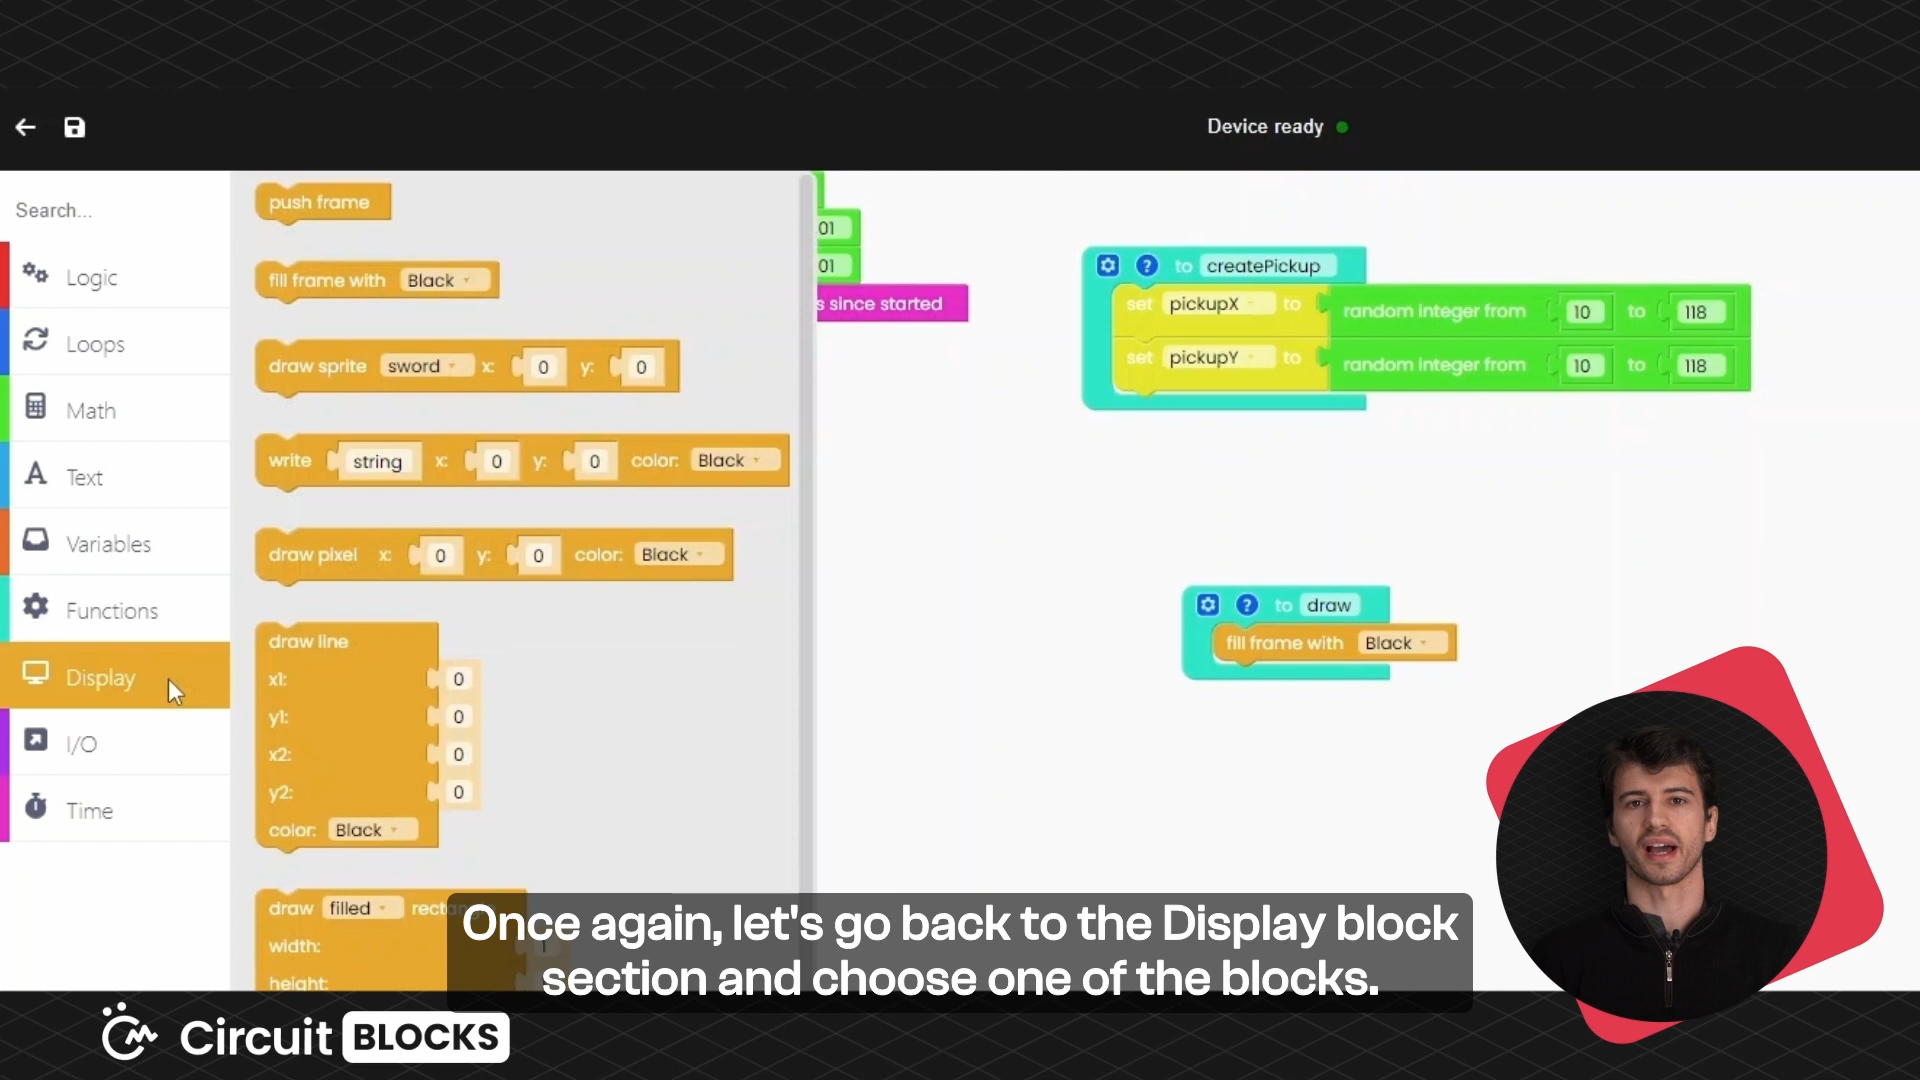 Device ready
Search...
Logic
Loops
Math
Text
Variables
Functions
Display
I/O
Time
push frame
fill frame with Black
draw sprite sword x: 0 y: 0
write string x: 0 y: 0 color: Black
draw pixel x: 0 y: 0 color: Black
draw line
x1: 0
y1: 0
x2: 0
y2: 0
color: Black
draw filled
width: 1
height:
01
01
s since started
to createPickup
set pickupX to random integer from 10 to 118
set pickupY to random integer from 10 to 118
to draw
fill frame with Black
Once again, let's go back to the Display block
section and choose one of the blocks.
Circuit BLOCKS